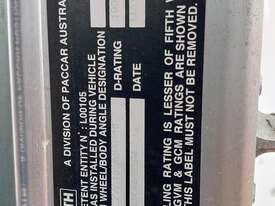 TH
A DIVISION OF PACCAR AUSTRA
TENT ENTITY N°: L00105
AS INSTALLED DURING VEHICLE
WHEEL/BODY ANGLE DESIGNATION
D-RATING
DATE
LING RATING IS LESSER OF FIFTH
GVM & GCM RATINGS ARE SHOWN
THIS LABEL MUST NOT BE REMOVED.